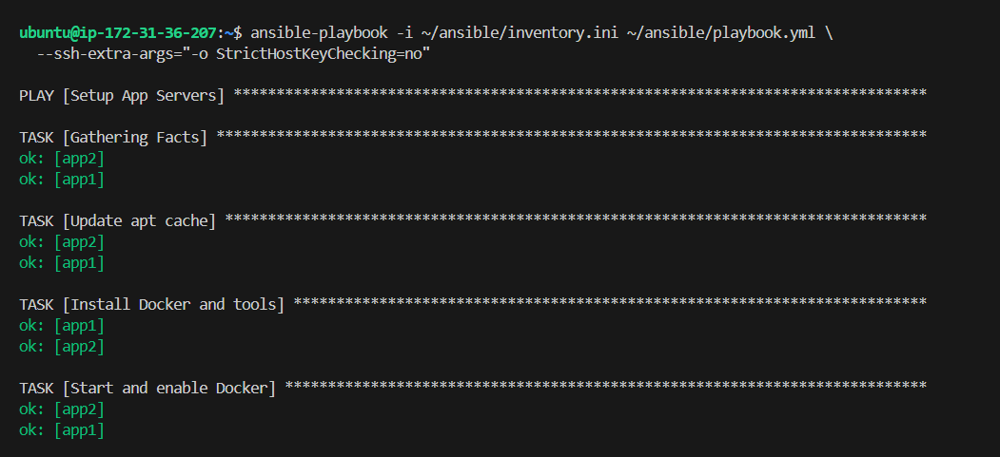 ubuntu@ip-172-31-36-207:~$ ansible-playbook -i ~/ansible/inventory.ini ~/ansible/playbook.yml \
  --ssh-extra-args="-o StrictHostKeyChecking=no"
PLAY [Setup App Servers] *********************************************************************************
TASK [Gathering Facts] ***********************************************************************************
ok: [app2]
ok: [app1]
TASK [Update apt cache] **********************************************************************************
ok: [app2]
ok: [app1]
TASK [Install Docker and tools] **************************************************************************
ok: [app1]
ok: [app2]
TASK [Start and enable Docker] ***************************************************************************
ok: [app2]
ok: [app1]